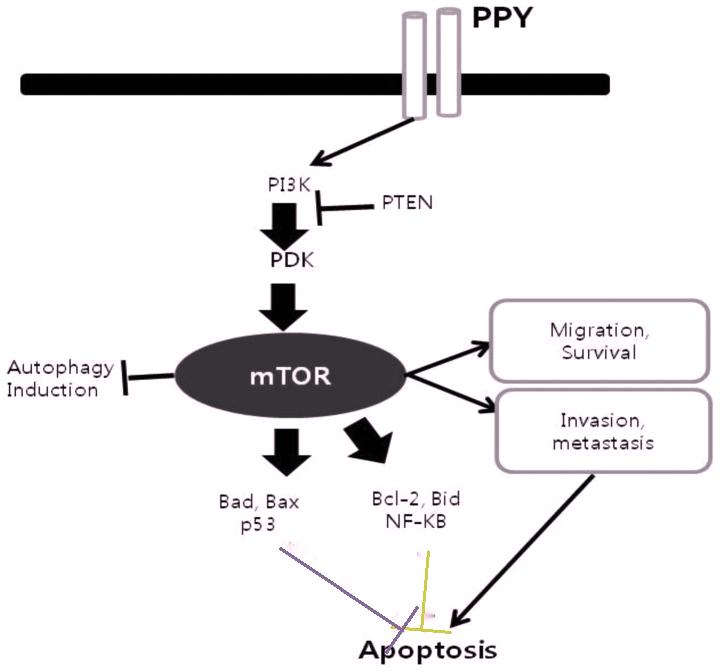 PPY
PI3K
PTEN
PDK
Migration,
Survival
Autophagy
Induction
mTOR
Invasion,
metastasis
Bad, Bax
p53
Bcl-2, Bid
NF-KB
Apoptosis